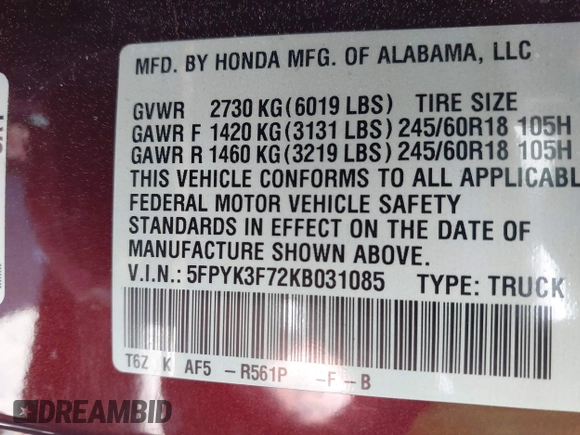 MFD. BY HONDA MFG. OF ALABAMA, LLC
GVWR 2730 KG (6019 LBS) TIRE SIZE
GAWR F 1420 KG (3131 LBS) 245/60R18 105H
GAWR R 1460 KG (3219 LBS) 245/60R18 105H
THIS VEHICLE CONFORMS TO ALL APPLICABL
FEDERAL MOTOR VEHICLE SAFETY
STANDARDS IN EFFECT ON THE DATE OF
MANUFACTURE SHOWN ABOVE.
V.I.N.: 5FPYK3F72KB031085 TYPE: TRUCK
T6Z K AF5 -R561P -F-B
DREAMBID